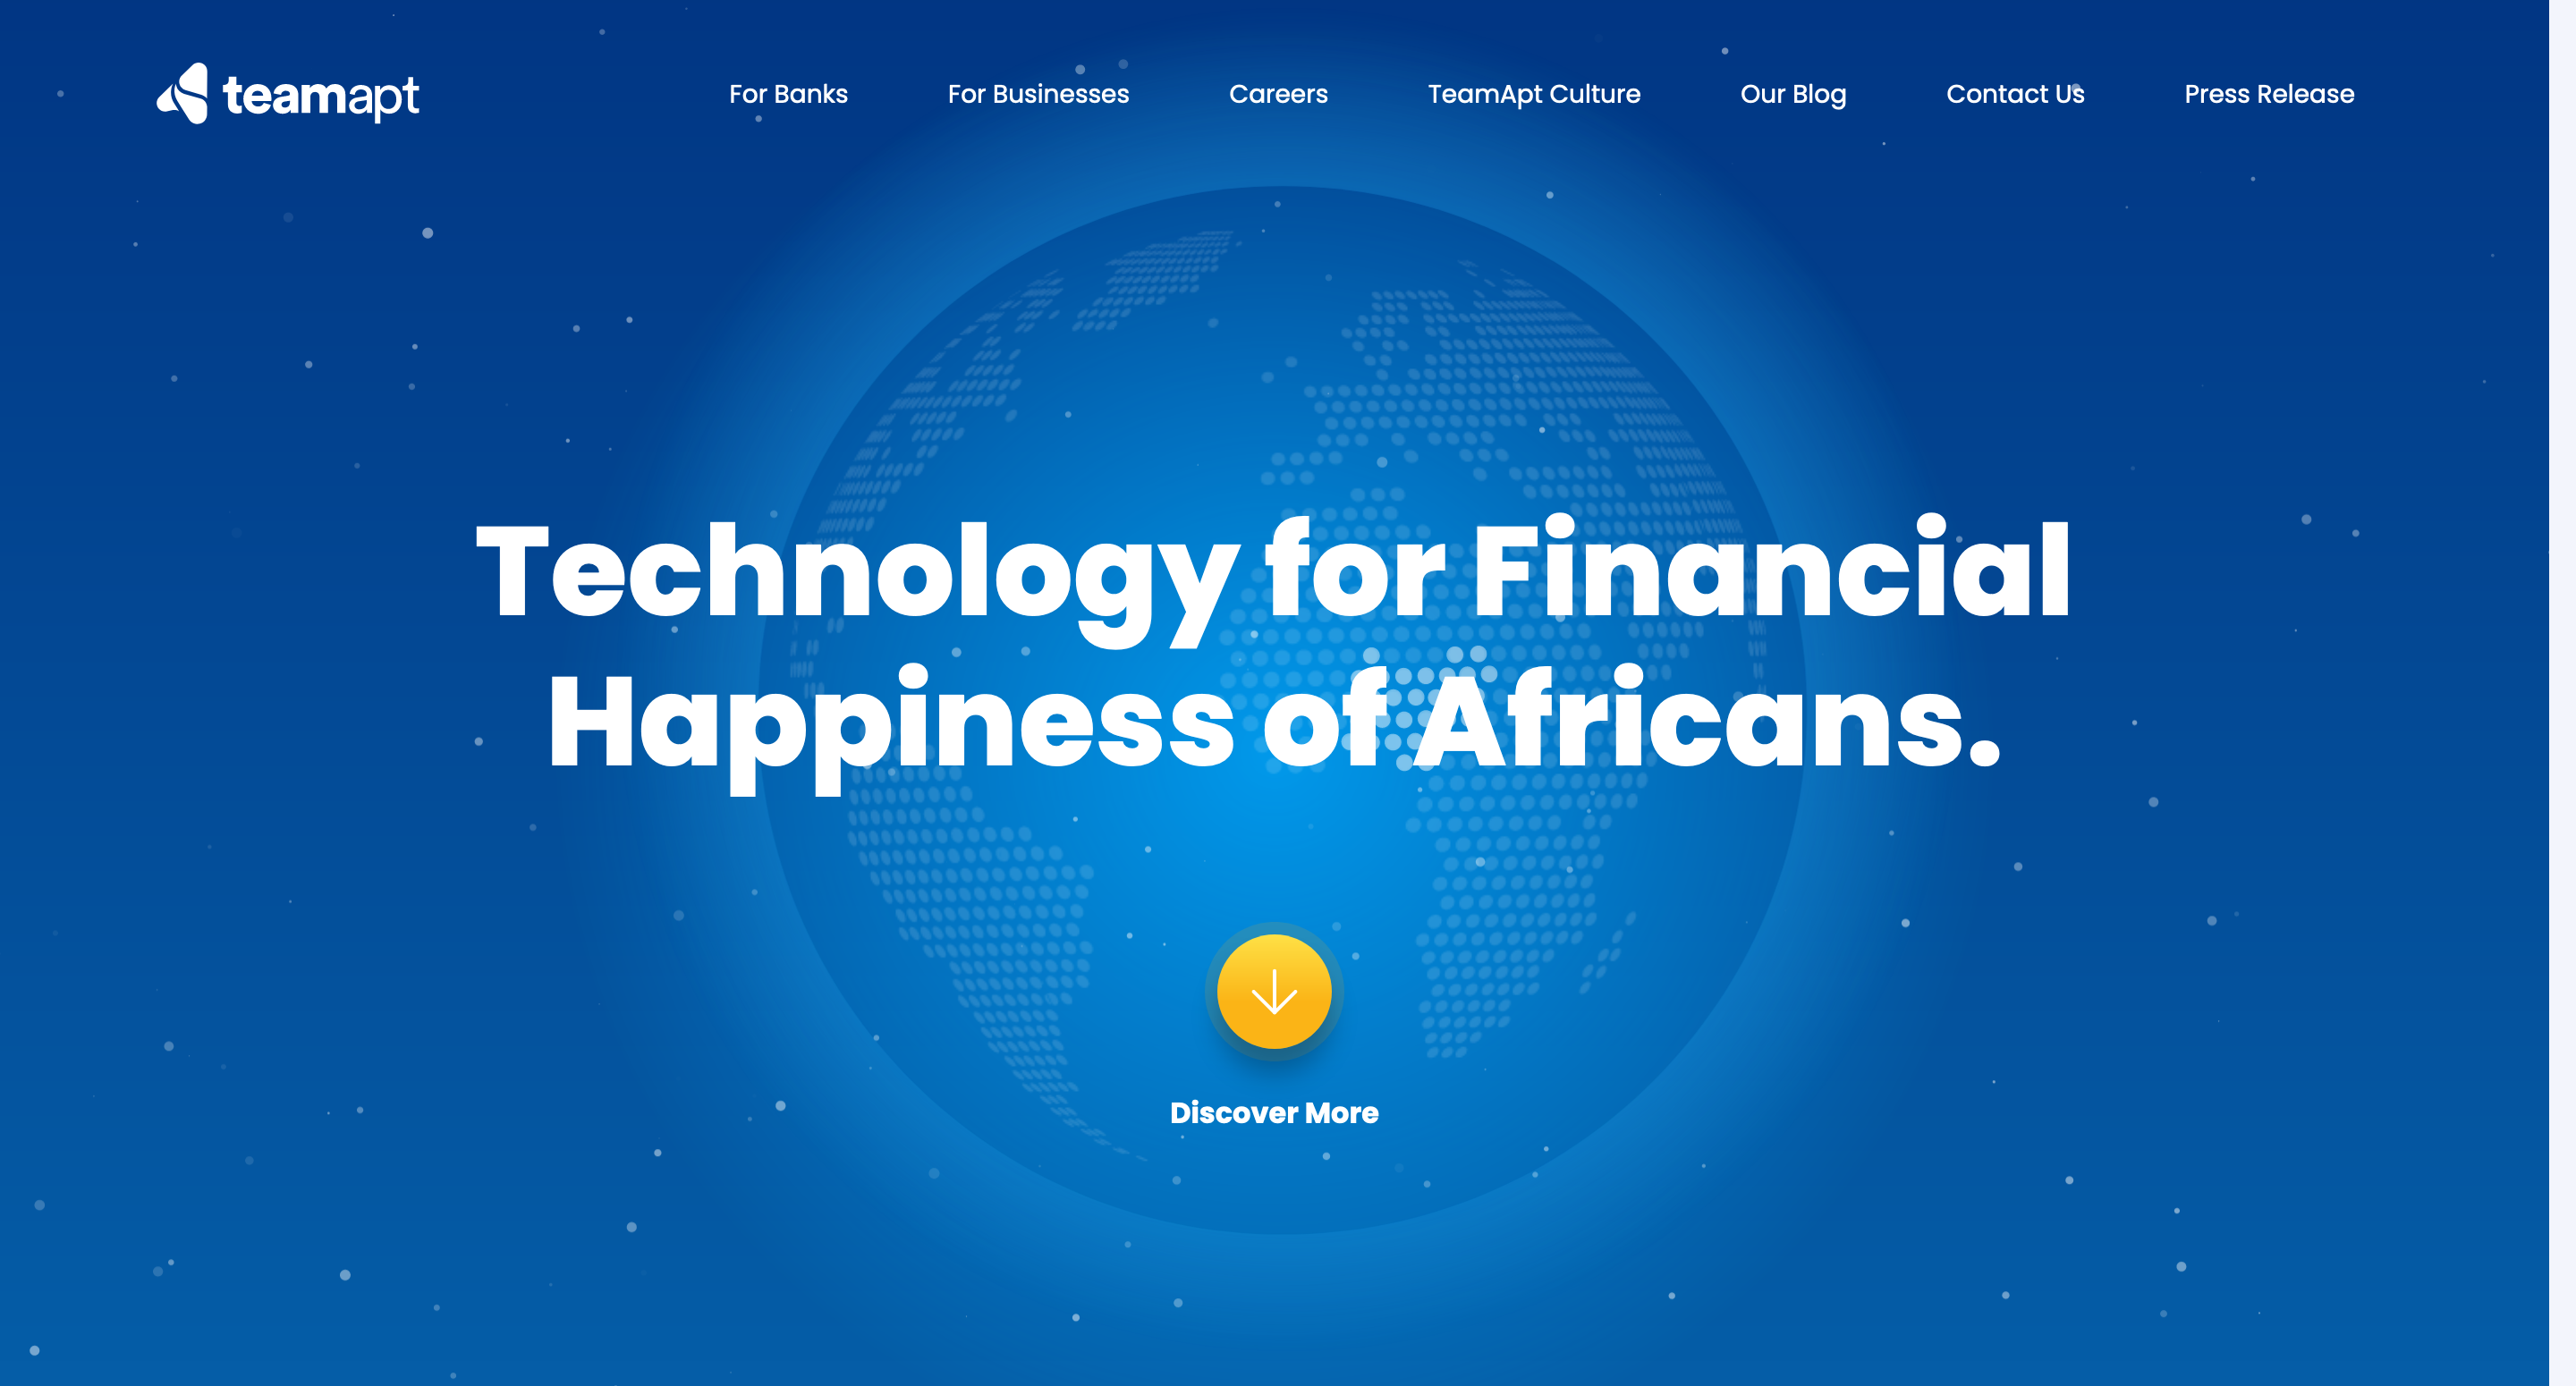 teamapt
For Banks
For Businesses
Careers
TeamApt Culture
Our Blog
Contact Us
Press Release
Technology for Financial
Happiness of Africans.
Discover More